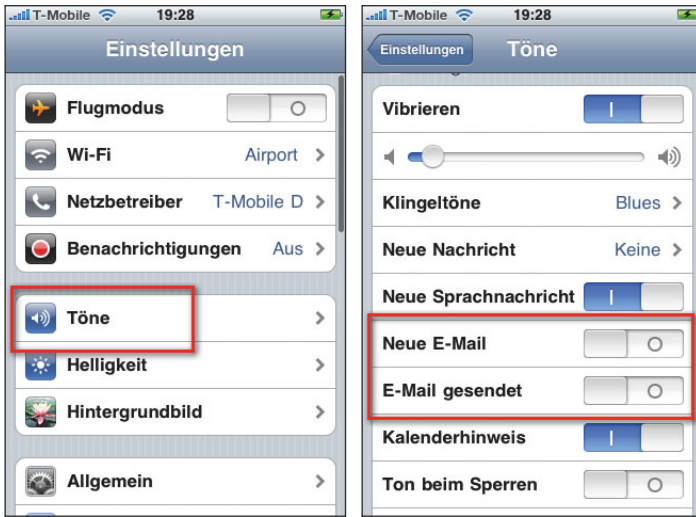 T-Mobile 19:28
Einstellungen
Flugmodus
Wi-Fi Airport
Netzbetreiber T-Mobile D
Benachrichtigungen Aus
Töne
Helligkeit
Hintergrundbild
Allgemein
T-Mobile 19:28
Einstellungen Töne
Vibrieren
Klingeltöne Blues
Neue Nachricht Keine
Neue Sprachnachricht
Neue E-Mail
E-Mail gesendet
Kalenderhinweis
Ton beim Sperren